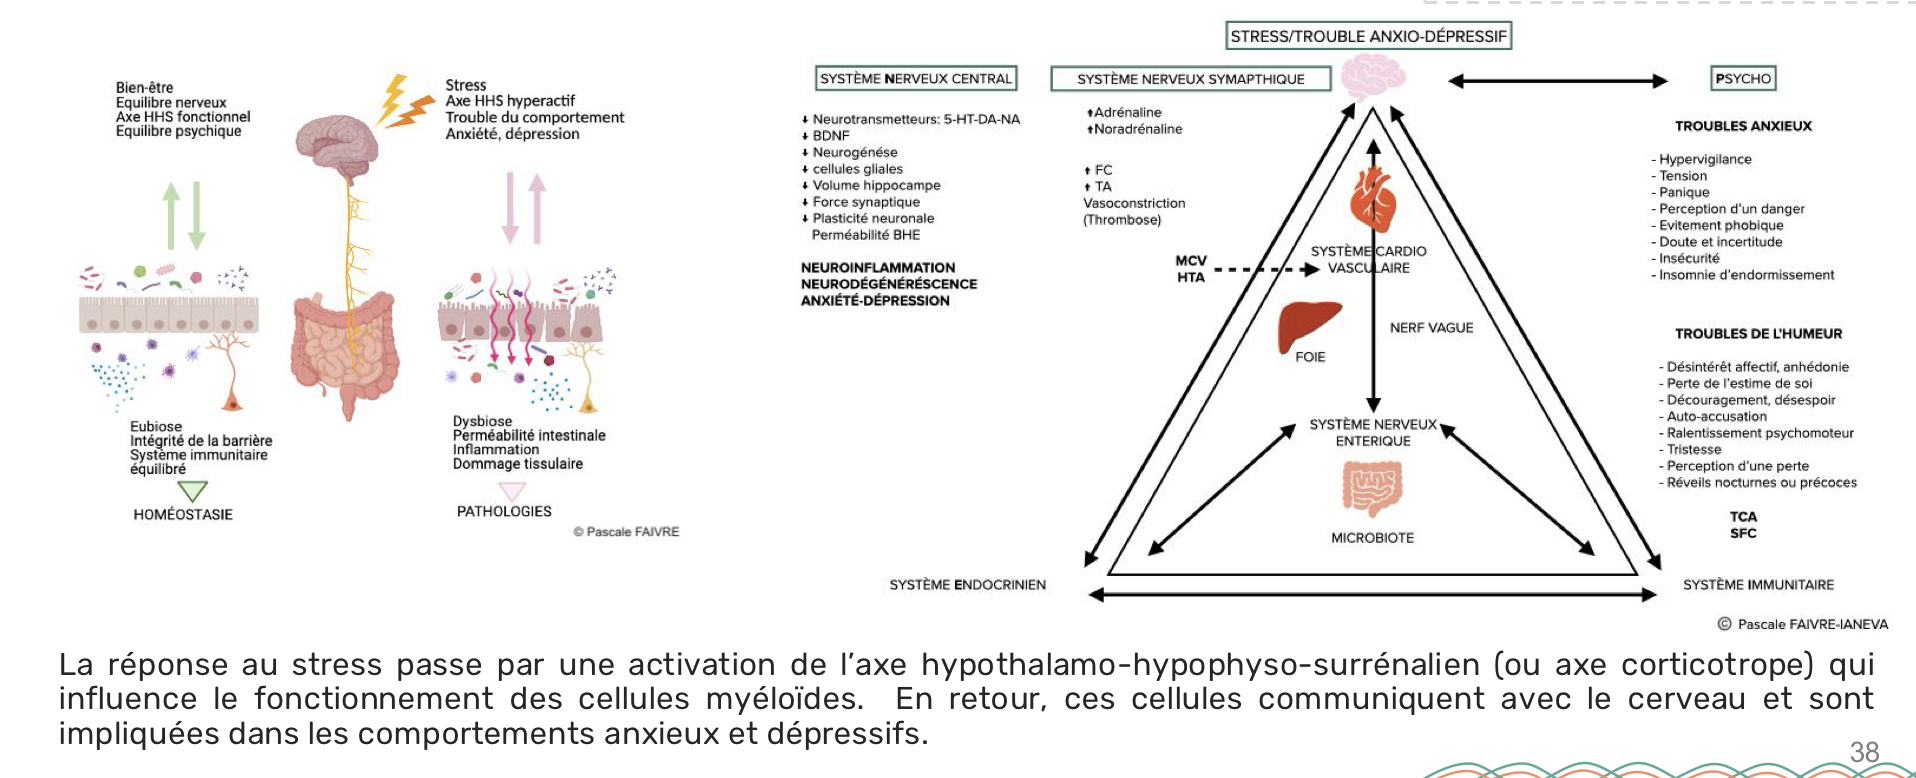 Bien-être
Equilibre nerveux
Axe HHS fonctionnel
Equilibre psychique
Stress
Axe HHS hyperactif
Trouble du comportement
Anxiété, dépression
Eubiose
Intégrité de la barrière
Système immunitaire
équilibré
HOMÉOSTASIE
Dysbiose
Perméabilité intestinale
Inflammation
Dommage tissulaire
PATHOLOGIES
© Pascale FAIVRE
STRESS/TROUBLE ANXIO-DÉPRESSIF
SYSTÈME NERVEUX CENTRAL
Neurotransmetteurs: 5-HT-DA-NA
BDNF
Neurogénése
cellules gliales
Volume hippocampe
Force synaptique
Plasticité neuronale
Perméabilité BHE
NEUROINFLAMMATION
NEURODÉGÉNÉRÉSCENCE
ANXIÉTÉ-DÉPRESSION
SYSTÈME NERVEUX SYMAPTHIQUE
Adrénaline
Noradrénaline
FC
TA
Vasoconstriction
(Thrombose)
MCV
HTA
SYSTÈME CARDIO
VASCULAIRE
FOIE
NERF VAGUE
SYSTÈME NERVEUX
ENTERIQUE
MICROBIOTE
SYSTÈME ENDOCRINIEN
SYSTÈME IMMUNITAIRE
PSYCHO
TROUBLES ANXIEUX
- Hypervigilance
- Tension
- Panique
- Perception d'un danger
- Evitement phobique
- Doute et incertitude
- Insécurité
- Insomnie d'endormissement
TROUBLES DE L'HUMEUR
- Désintérêt affectif, anhédonie
- Perte de l'estime de soi
- Découragement, désespoir
- Auto-accusation
- Ralentissement psychomoteur
- Tristesse
- Perception d'une perte
- Réveils nocturnes ou précoces
TCA
SFC
© Pascale FAIVRE-IANEVA
La réponse au stress passe par une activation de l'axe hypothalamo-hypophyso-surrénalien (ou axe corticotrope) qui
influence le fonctionnement des cellules myéloïdes. En retour, ces cellules communiquent avec le cerveau et sont
impliquées dans les comportements anxieux et dépressifs.
38